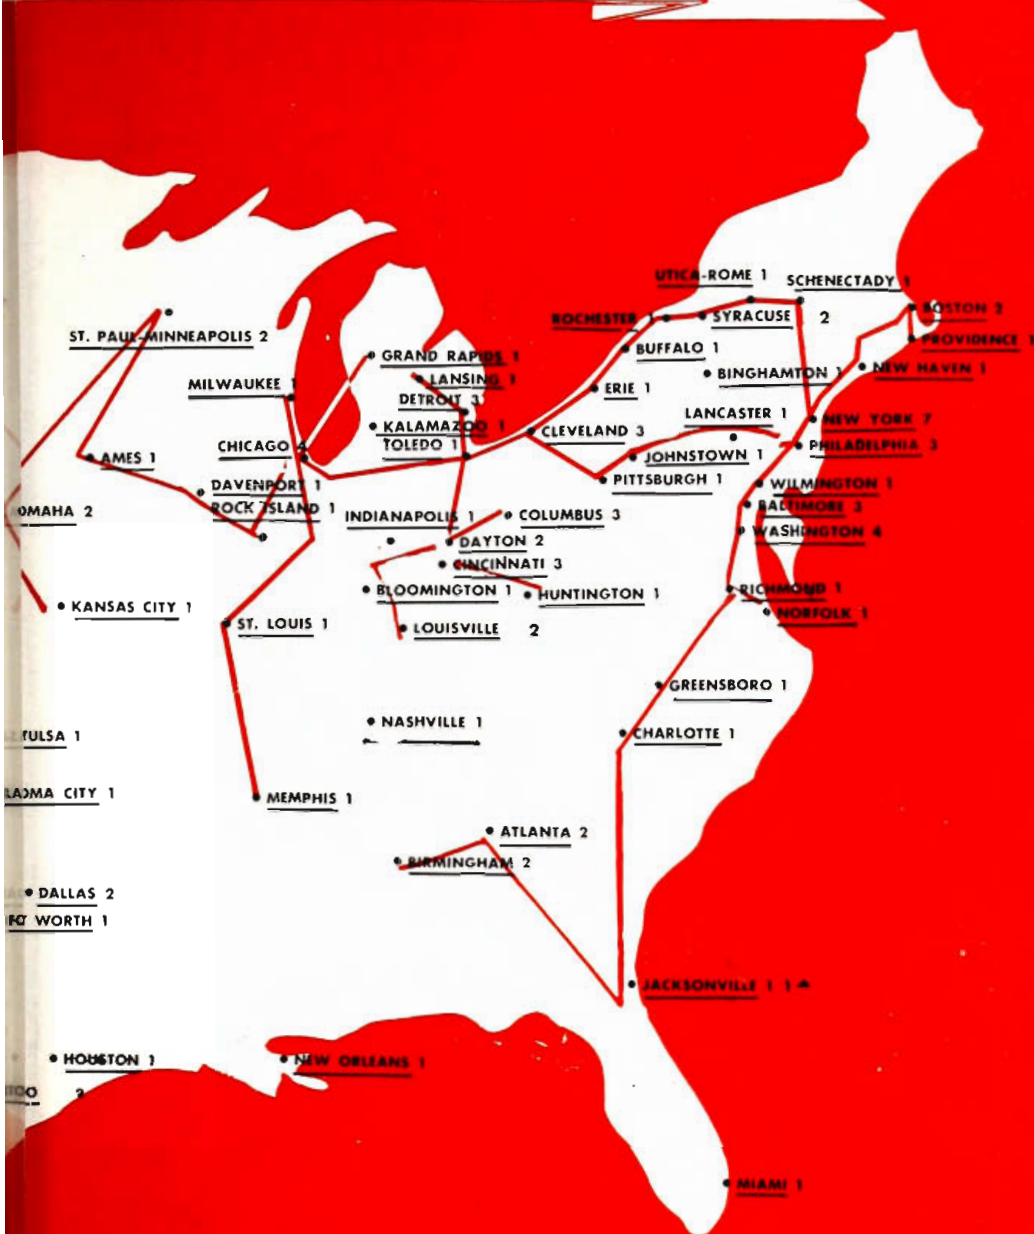 UTICA-ROME 1
SCHENECTADY 1
BOSTON 2
ROCHESTER 1
SYRACUSE 2
PROVIDENCE 1
ST. PAUL-MINNEAPOLIS 2
BUFFALO 1
GRAND RAPIDS 1
NEW HAVEN 1
BINGHAMTON 1
LANSING 1
MILWAUKEE 1
ERIE 1
DETROIT 3
LANCASTER 1
NEW YORK 7
KALAMAZOO 1
CLEVELAND 3
CHICAGO 4
TOLEDO 1
PHILADELPHIA 3
AMES 1
JOHNSTOWN 1
PITTSBURGH 1
DAVENPORT 1
WILMINGTON 1
ROCK ISLAND 1
BALTIMORE 3
OMAHA 2
INDIANAPOLIS 1
COLUMBUS 3
WASHINGTON 4
DAYTON 2
CINCINNATI 3
BLOOMINGTON 1
HUNTINGTON 1
RICHMOND 1
KANSAS CITY 1
NORFOLK 1
ST. LOUIS 1
LOUISVILLE 2
GREENSBORO 1
NASHVILLE 1
CHARLOTTE 1
TULSA 1
MEMPHIS 1
CITY 1
ATLANTA 2
BIRMINGHAM 2
DALLAS 2
WORTH 1
JACKSONVILLE 1 1
HOUSTON 1
NEW ORLEANS 1
MIAMI 1